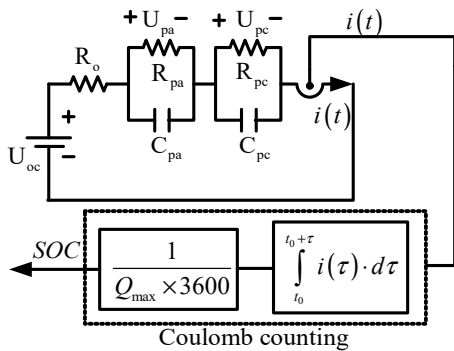 + U_pa − + U_pc − i(t)
R_o R_pa R_pc
+ i(t)
U_oc − C_pa C_pc
SOC 1 / (Q_max × 3600) ∫_{t_0}^{t_0+τ} i(τ)·dτ
Coulomb counting